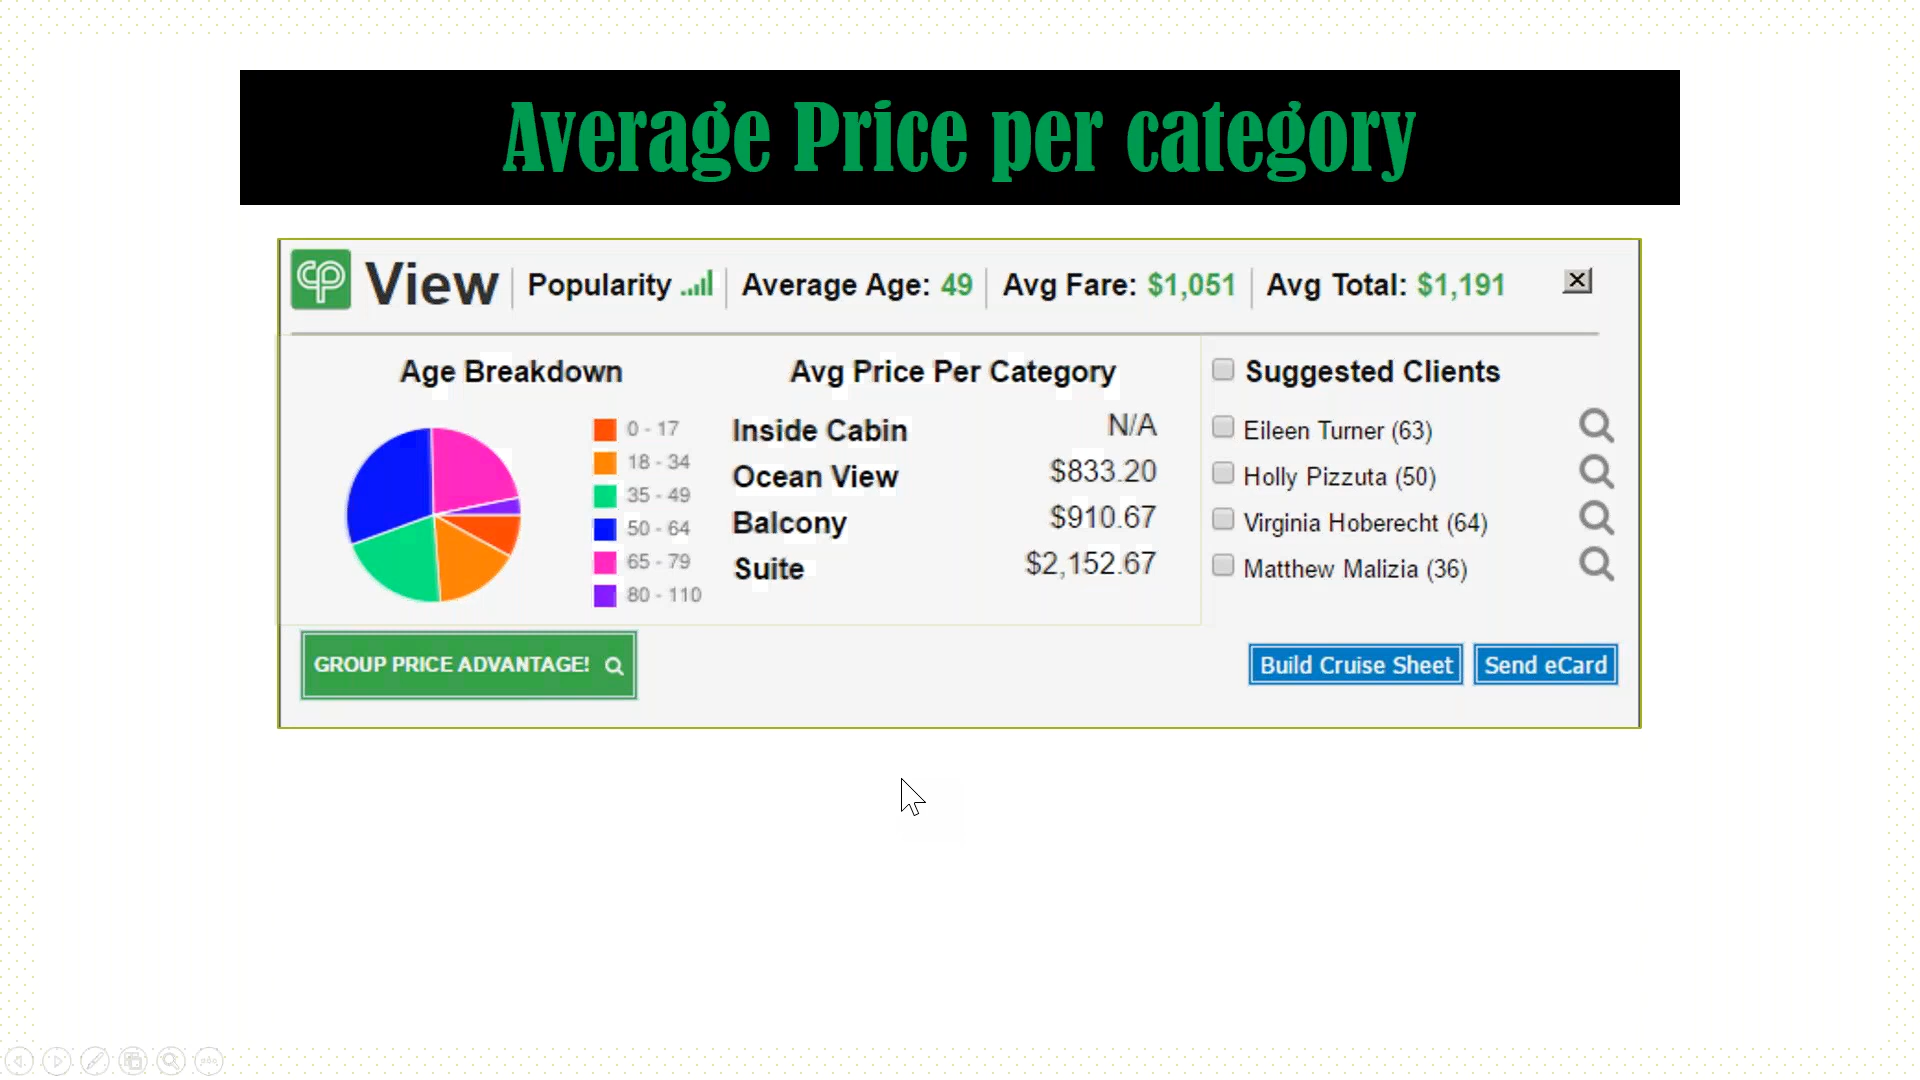 Average Price per category
cp View Popularity Average Age: 49 Avg Fare: $1,051 Avg Total: $1,191
Age Breakdown
0 - 17
18 - 34
35 - 49
50 - 64
65 - 79
80 - 110
Avg Price Per Category
Inside Cabin N/A
Ocean View $833.20
Balcony $910.67
Suite $2,152.67
Suggested Clients
Eileen Turner (63)
Holly Pizzuta (50)
Virginia Hoberecht (64)
Matthew Malizia (36)
GROUP PRICE ADVANTAGE!
Build Cruise Sheet
Send eCard